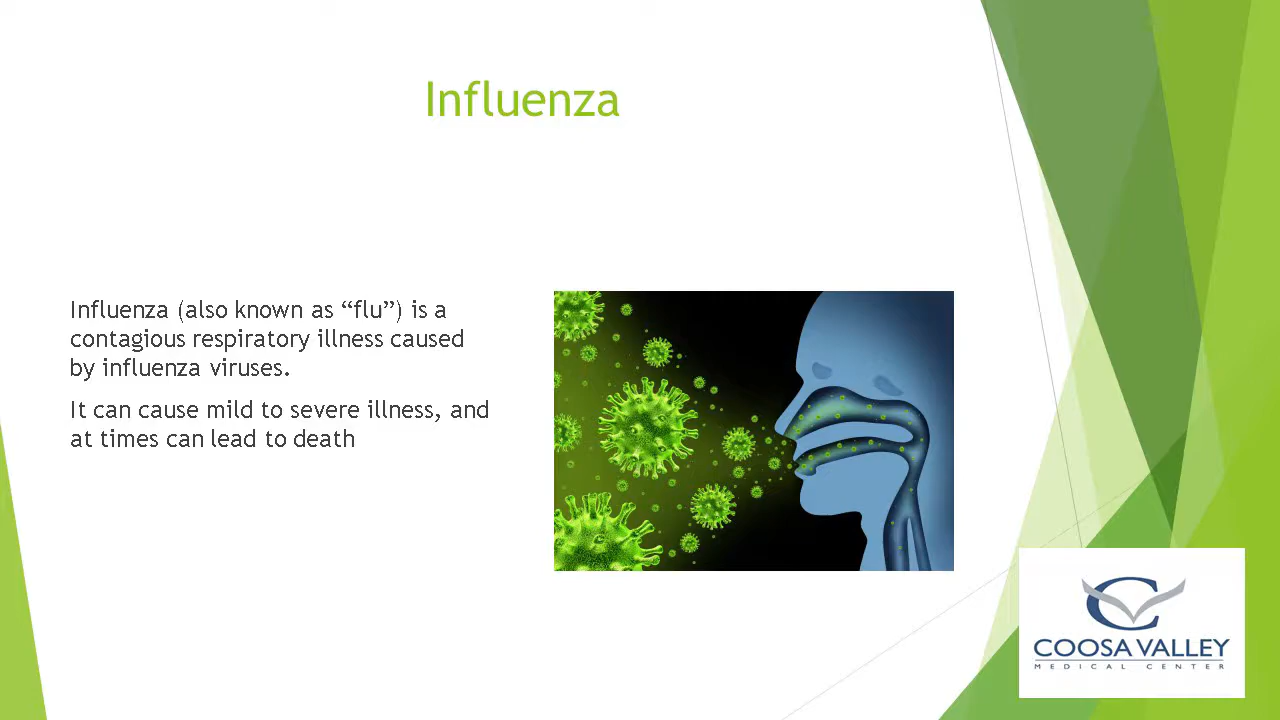 Influenza
Influenza (also known as “flu”) is a
contagious respiratory illness caused
by influenza viruses.
It can cause mild to severe illness, and
at times can lead to death
COOSA VALLEY
MEDICAL CENTER